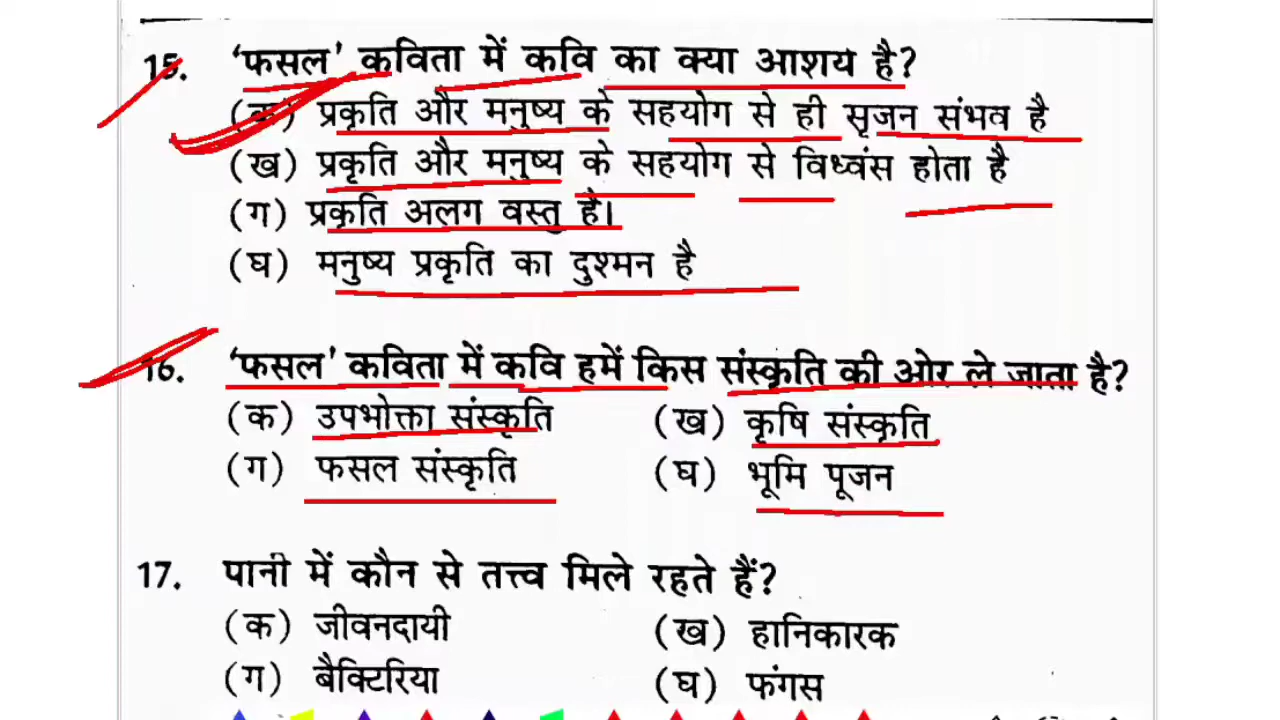 15. 'फसल' कविता में कवि का क्या आशय है?
(क) प्रकृति और मनुष्य के सहयोग से ही सृजन संभव है
(ख) प्रकृति और मनुष्य के सहयोग से विध्वंस होता है
(ग) प्रकृति अलग वस्तु है।
(घ) मनुष्य प्रकृति का दुश्मन है
16. 'फसल' कविता में कवि हमें किस संस्कृति की ओर ले जाता है?
(क) उपभोक्ता संस्कृति (ख) कृषि संस्कृति
(ग) फसल संस्कृति (घ) भूमि पूजन
17. पानी में कौन से तत्त्व मिले रहते हैं?
(क) जीवनदायी (ख) हानिकारक
(ग) बैक्टिरिया (घ) फंगस